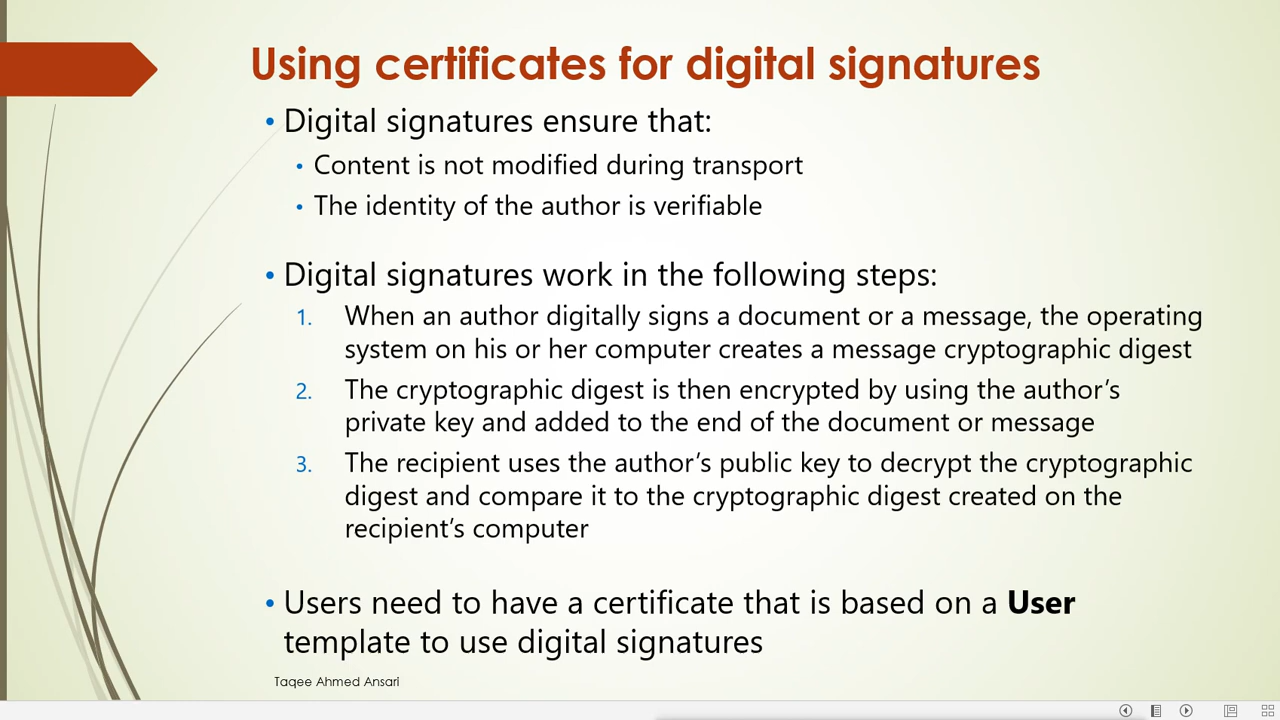 Using certificates for digital signatures
• Digital signatures ensure that:
• Content is not modified during transport
• The identity of the author is verifiable
• Digital signatures work in the following steps:
1. When an author digitally signs a document or a message, the operating
system on his or her computer creates a message cryptographic digest
2. The cryptographic digest is then encrypted by using the author’s
private key and added to the end of the document or message
3. The recipient uses the author’s public key to decrypt the cryptographic
digest and compare it to the cryptographic digest created on the
recipient’s computer
• Users need to have a certificate that is based on a User
template to use digital signatures
Taqee Ahmed Ansari